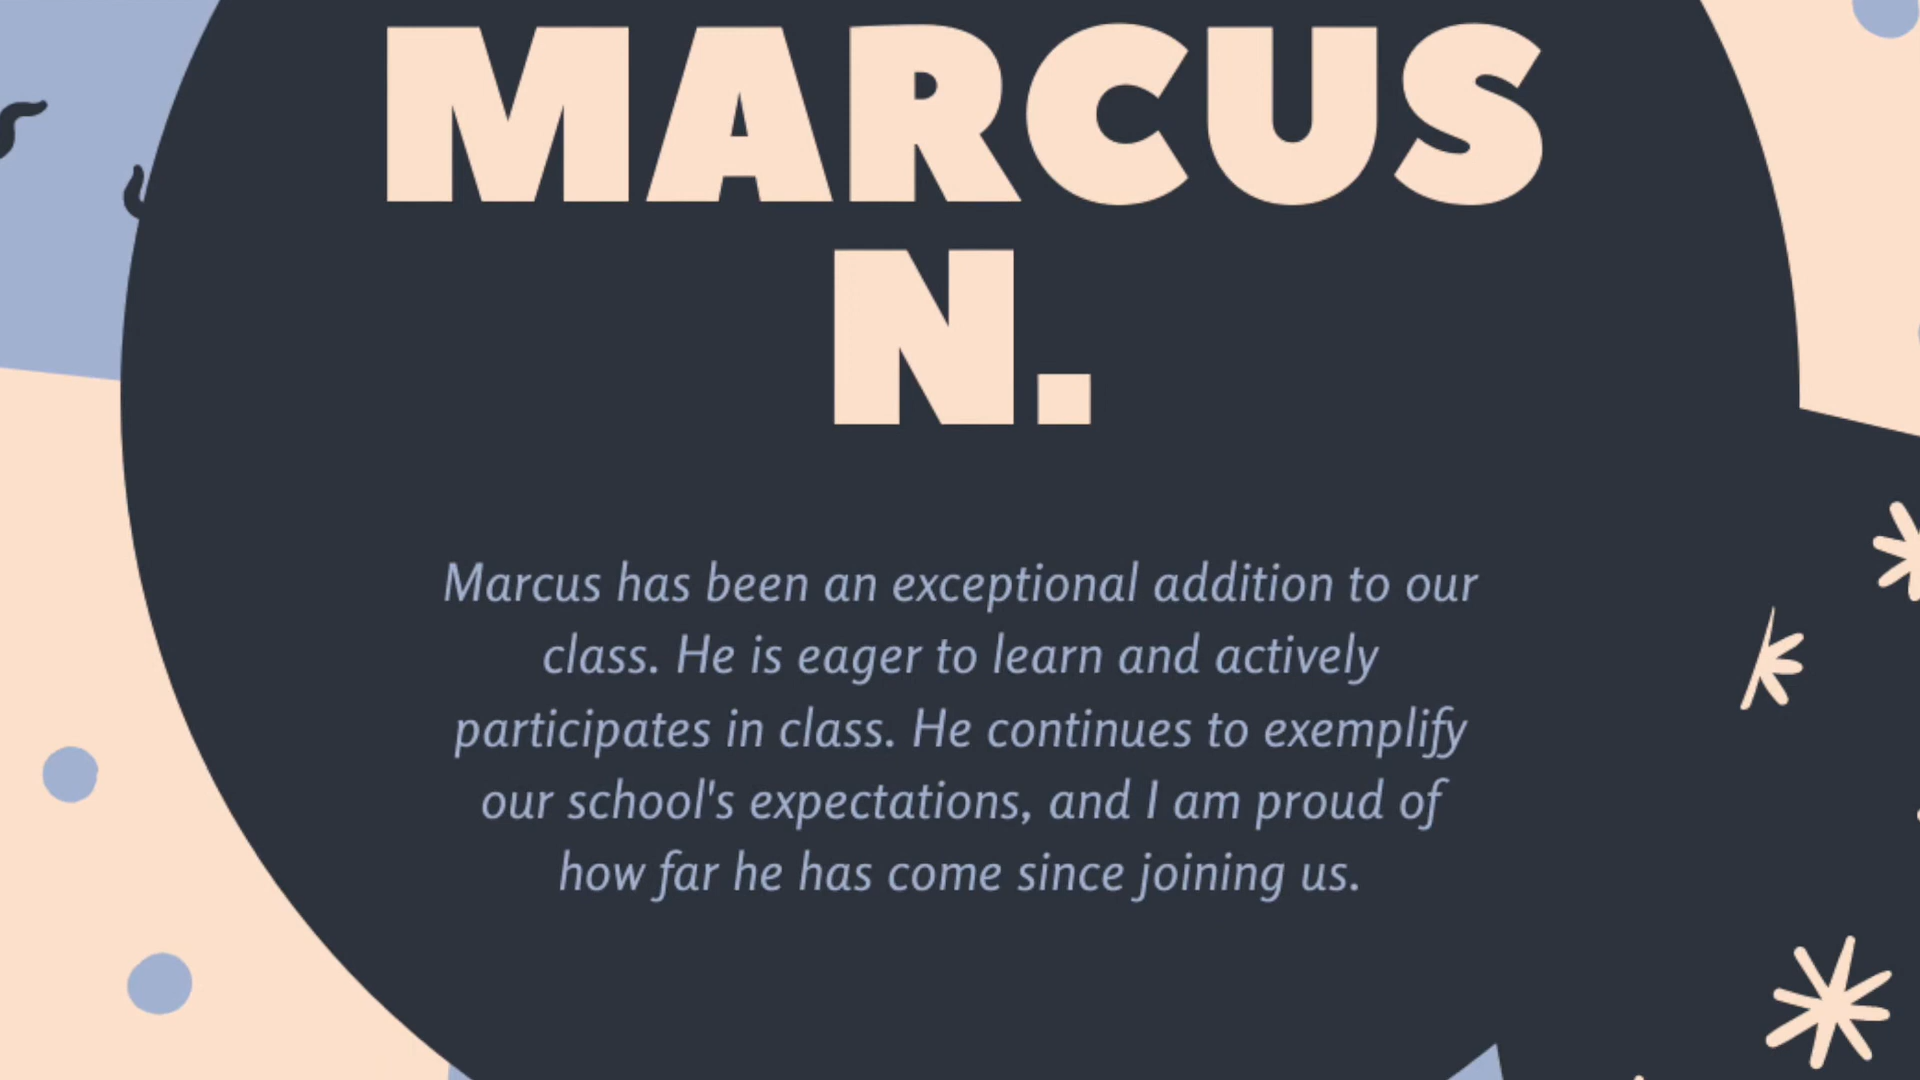 MARCUS
N.
Marcus has been an exceptional addition to our
class. He is eager to learn and actively
participates in class. He continues to exemplify
our school's expectations, and I am proud of
how far he has come since joining us.